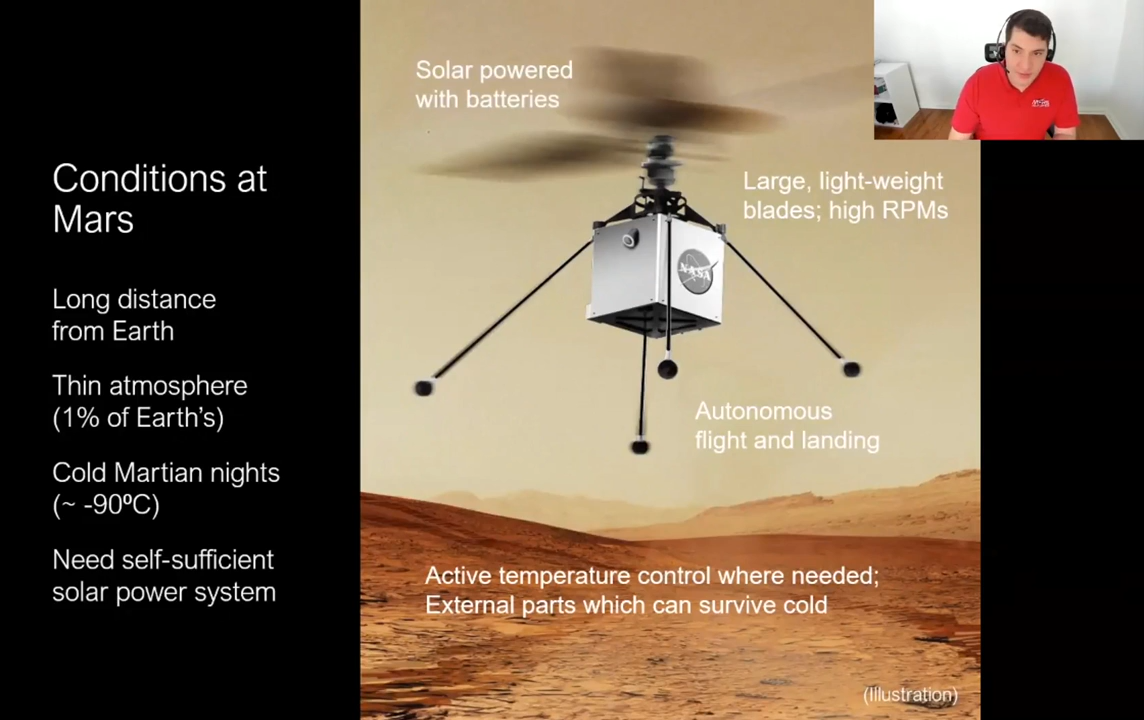 Conditions at
Mars
Long distance
from Earth
Thin atmosphere
(1% of Earth's)
Cold Martian nights
(~ -90ºC)
Need self-sufficient
solar power system
Solar powered
with batteries
Large, light-weight
blades; high RPMs
NASA
Autonomous
flight and landing
Active temperature control where needed;
External parts which can survive cold
(Illustration)